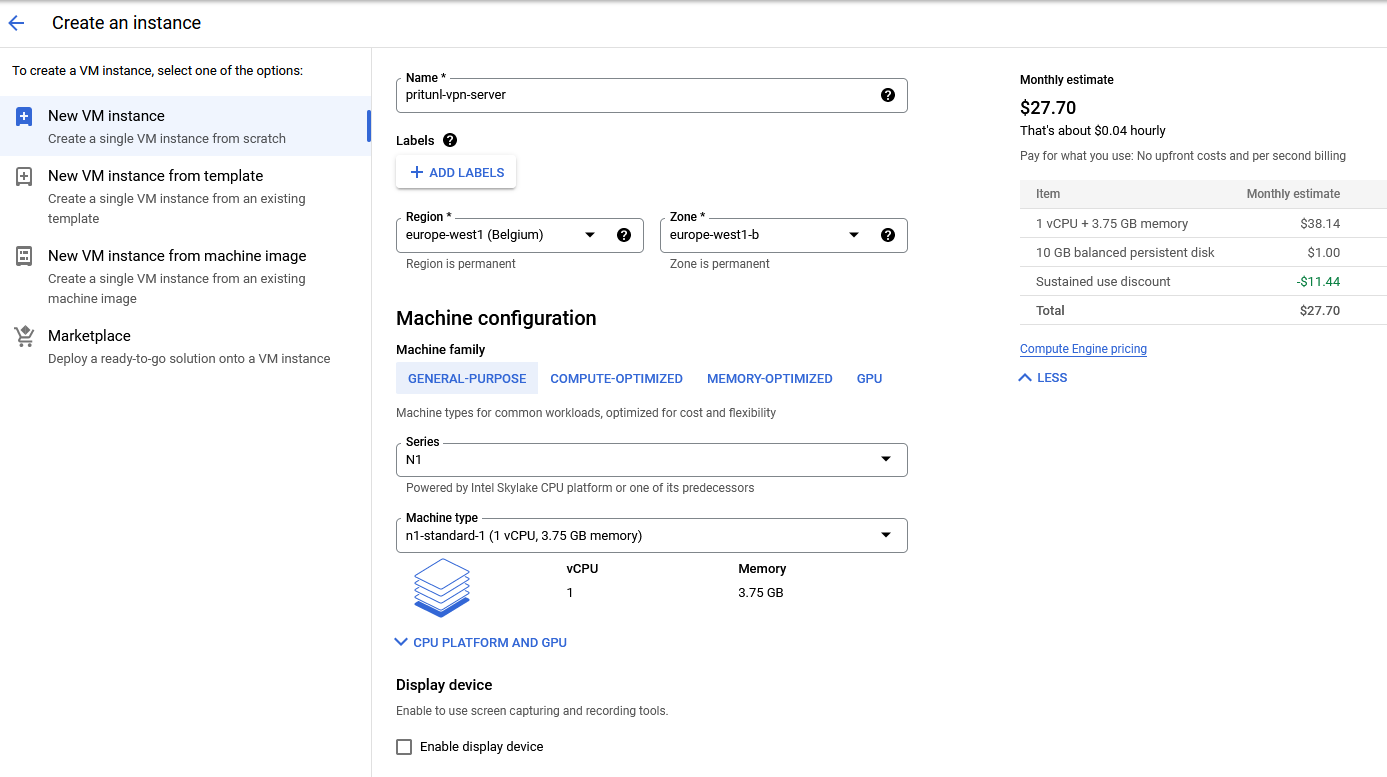 Create an instance
To create a VM instance, select one of the options:
New VM instance
Create a single VM instance from scratch
New VM instance from template
Create a single VM instance from an existing
template
New VM instance from machine image
Create a single VM instance from an existing
machine image
Marketplace
Deploy a ready-to-go solution onto a VM instance
Name *
pritunl-vpn-server
Labels
ADD LABELS
Region *
europe-west1 (Belgium)
Region is permanent
Zone *
europe-west1-b
Zone is permanent
Machine configuration
Machine family
GENERAL-PURPOSE COMPUTE-OPTIMIZED MEMORY-OPTIMIZED GPU
Machine types for common workloads, optimized for cost and flexibility
Series
N1
Powered by Intel Skylake CPU platform or one of its predecessors
Machine type
n1-standard-1 (1 vCPU, 3.75 GB memory)
vCPU Memory
1 3.75 GB
CPU PLATFORM AND GPU
Display device
Enable to use screen capturing and recording tools.
Enable display device
Monthly estimate
$27.70
That's about $0.04 hourly
Pay for what you use: No upfront costs and per second billing
Item Monthly estimate
1 vCPU + 3.75 GB memory $38.14
10 GB balanced persistent disk $1.00
Sustained use discount -$11.44
Total $27.70
Compute Engine pricing
LESS